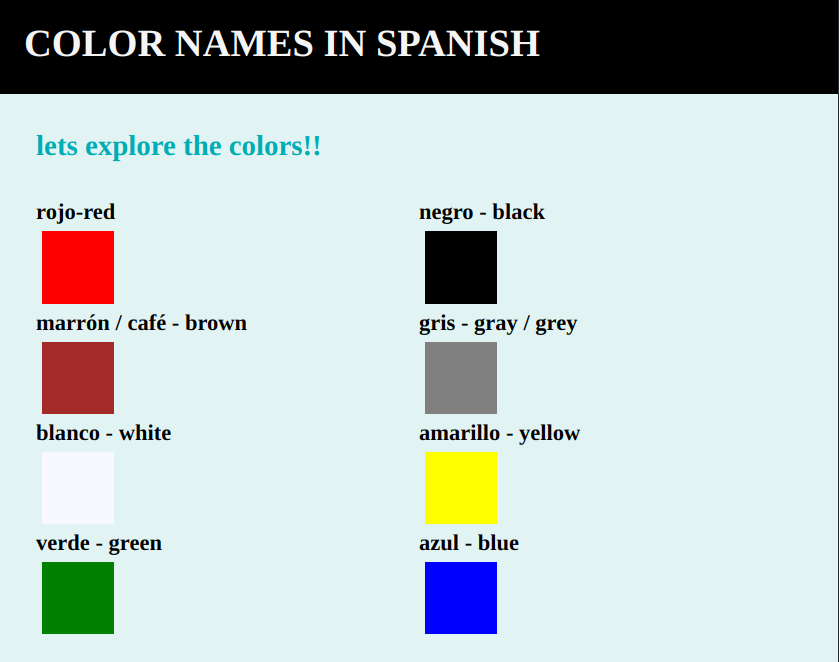 COLOR NAMES IN SPANISH
lets explore the colors!!
rojo-red
negro - black
marrón / café - brown
gris - gray / grey
blanco - white
amarillo - yellow
verde - green
azul - blue